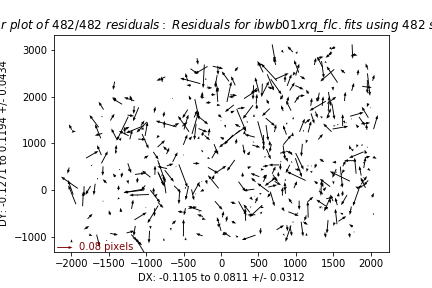 r plot of 482/482 residuals: Residuals for ibwb01xrq_flc.fits using 482 s
3000
2000
1000
0
−1000
DY: -0.1271 to 0.1194 +/- 0.0434
0.08 pixels
−2000 −1500 −1000 −500 0 500 1000 1500 2000
DX: -0.1105 to 0.0811 +/- 0.0312